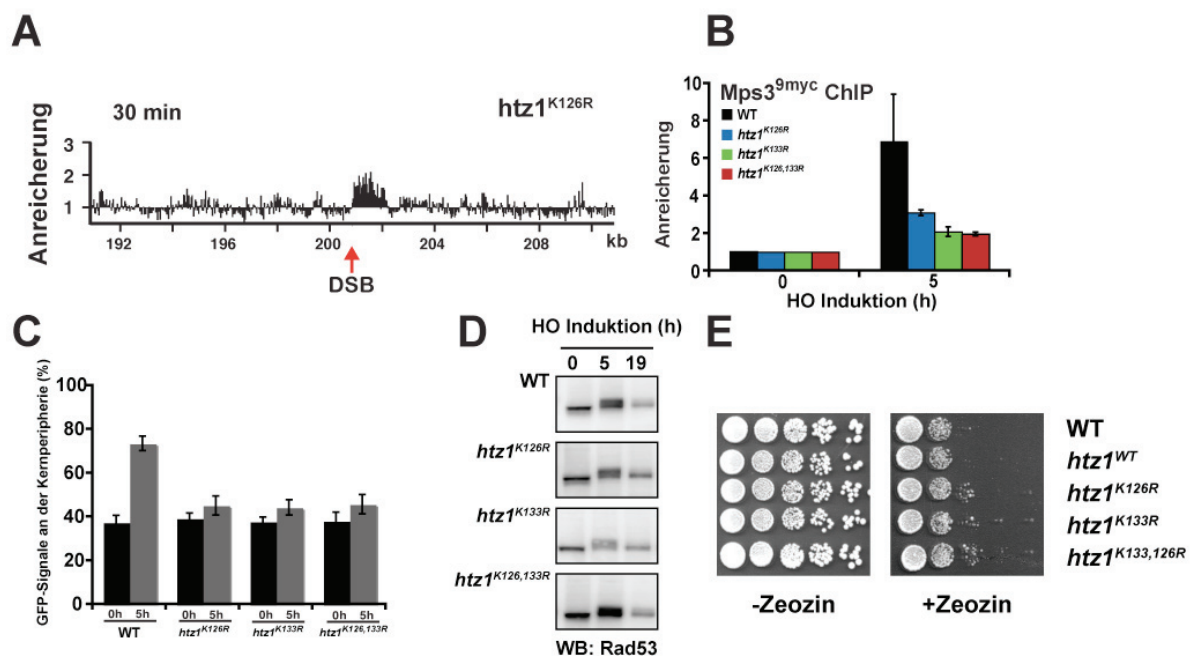 A
30 min
htz1K126R
Anreicherung
3
2
1
192 196 200 204 208 kb
DSB
B
Mps39myc ChIP
WT
htz1K126R
htz1K133R
htz1K126,133R
Anreicherung
10
8
6
4
2
0
0 5
HO Induktion (h)
C
GFP-Signale an der Kernperipherie (%)
100
80
60
40
20
0
0h 5h 0h 5h 0h 5h 0h 5h
WT htz1K126R htz1K133R htz1K126,133R
D
HO Induktion (h)
0 5 19
WT
htz1K126R
htz1K133R
htz1K126,133R
WB: Rad53
E
WT
htz1WT
htz1K126R
htz1K133R
htz1K133,126R
-Zeozin +Zeozin